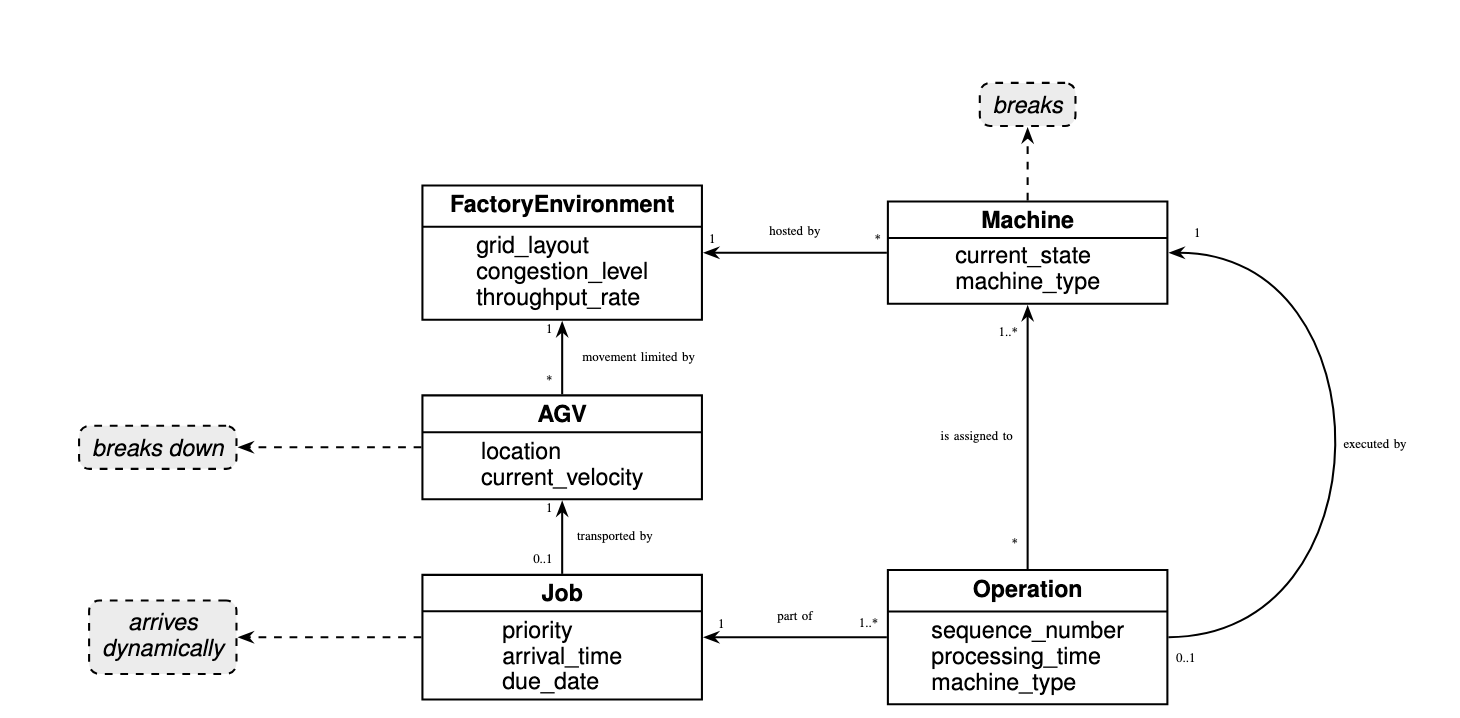 breaks
FactoryEnvironment
grid_layout
congestion_level
throughput_rate
1
hosted by
*
Machine
current_state
machine_type
1
1
movement limited by
*
1..*
is assigned to
*
executed by
AGV
location
current_velocity
breaks down
1
transported by
0..1
Job
priority
arrival_time
due_date
arrives
dynamically
1
part of
1..*
Operation
sequence_number
processing_time
machine_type
0..1